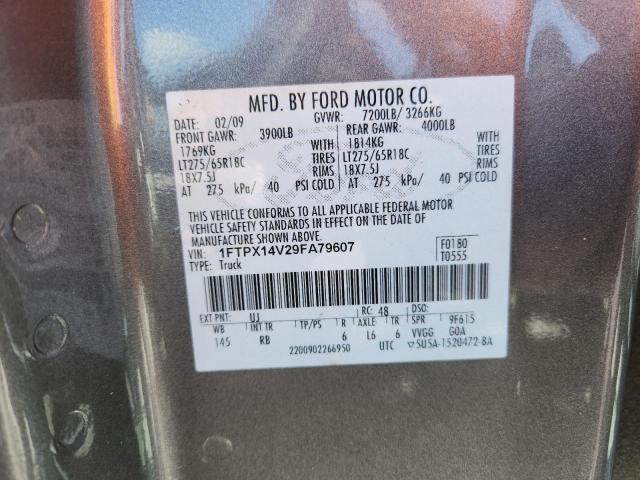 MFD. BY FORD MOTOR CO.
DATE: 02/09 GVWR: 7200LB/ 3266KG
FRONT GAWR: 3900LB REAR GAWR: 4000LB
1769KG WITH 1814KG WITH
LT275/65R18C TIRES LT275/65R18C TIRES
18X7.5J RIMS 18X7.5J RIMS
AT 275 kPa/ 40 PSI COLD AT 275 kPa/ 40 PSI COLD
THIS VEHICLE CONFORMS TO ALL APPLICABLE FEDERAL MOTOR
VEHICLE SAFETY STANDARDS IN EFFECT ON THE DATE OF
MANUFACTURE SHOWN ABOVE.
VIN: 1FTPX14V29FA79607 F0180
TYPE: Truck T0555
EXT PNT: UJ RC: 48 DSO:
WB INT TR TP/PS R AXLE TR SPR 9F615
145 RB 6 L6 6 VVGG GOA
2200902266950 UTC ▽5U5A-1520472-BA